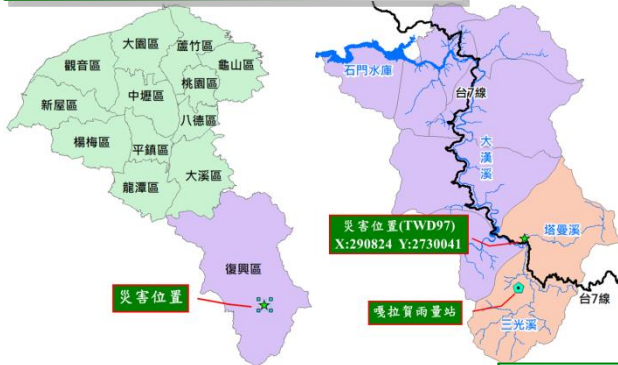 大園區
蘆竹區
龜山區
觀音區
桃園區
中壢區
新屋區
八德區
楊梅區
平鎮區
大溪區
龍潭區
復興區
災害位置
石門水庫
台7線
大漢溪
災害位置(TWD97)
X:290824 Y:2730041
塔曼溪
嘎拉賀雨量站
台7線
三光溪